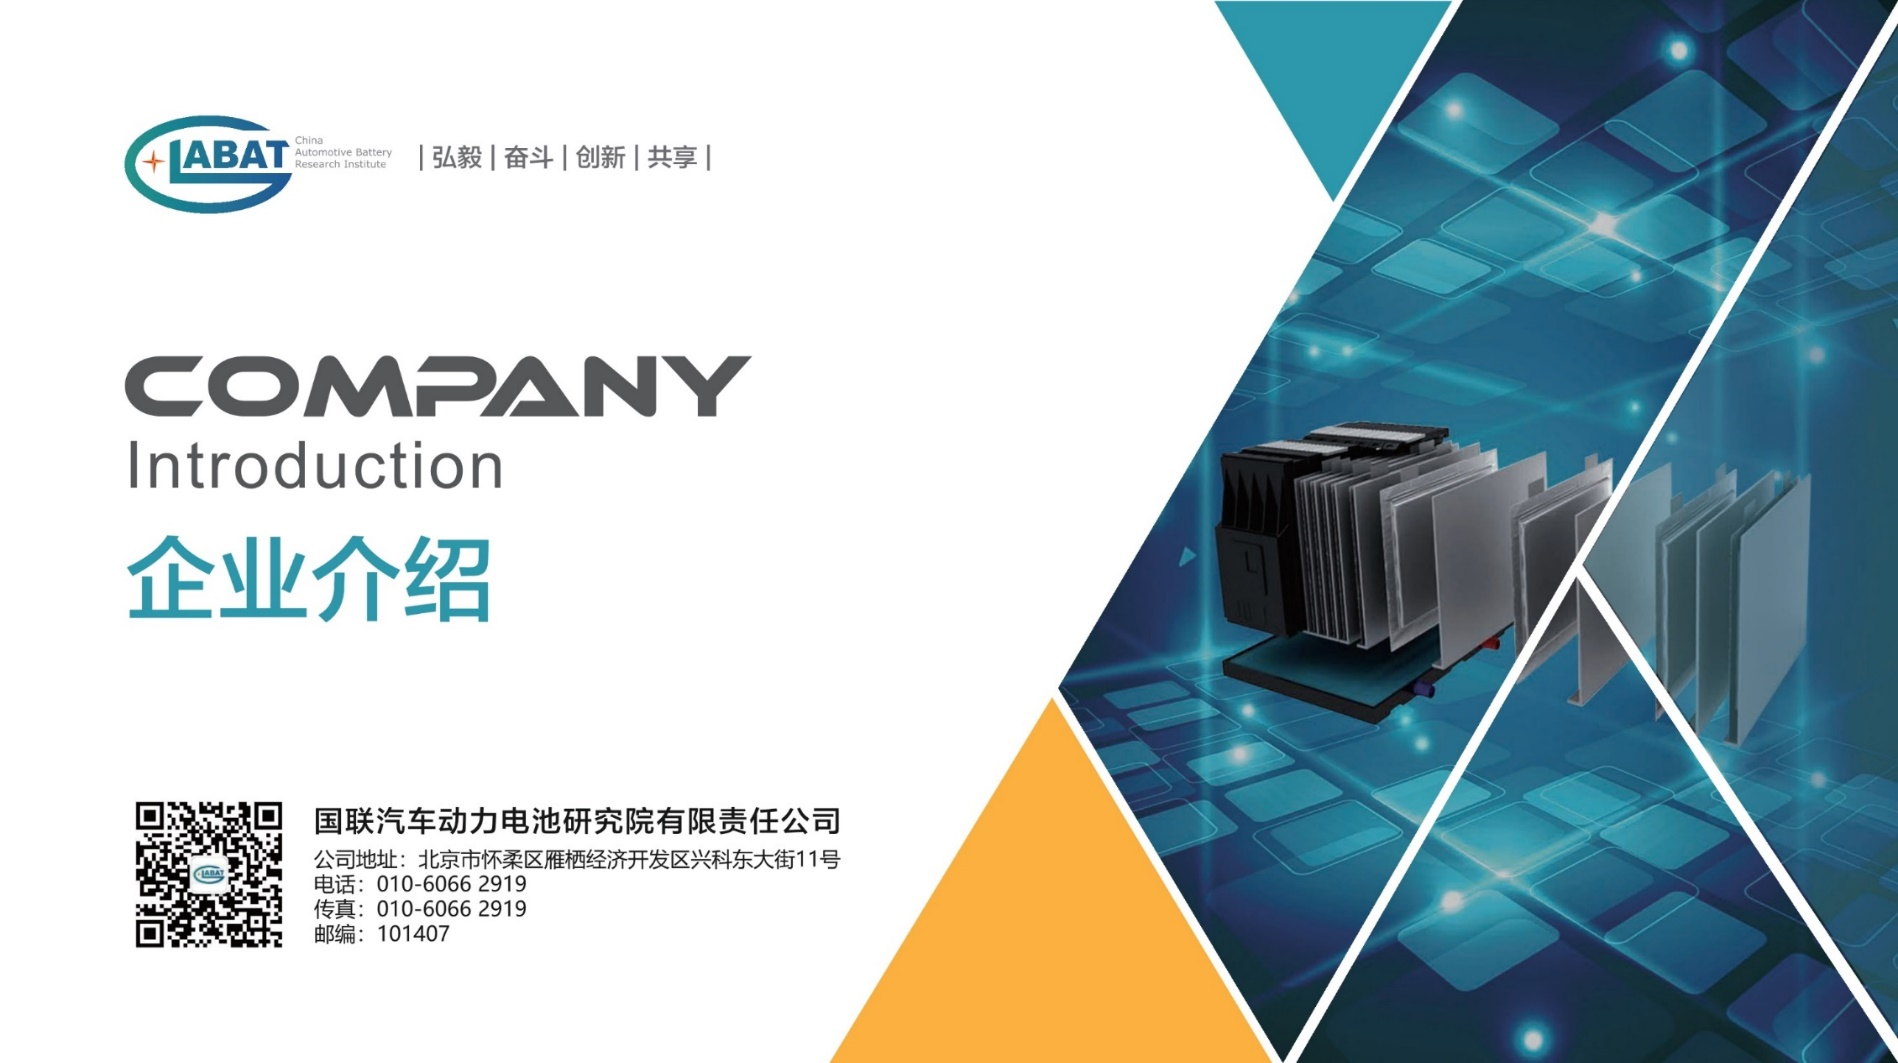 GLABAT
China
Automotive Battery
Research Institute
| 弘毅 | 奋斗 | 创新 | 共享 |
COMPANY
Introduction
企业介绍
国联汽车动力电池研究院有限责任公司
公司地址：北京市怀柔区雁栖经济开发区兴科东大街11号
电话：010-6066 2919
传真：010-6066 2919
邮编：101407
GLABAT